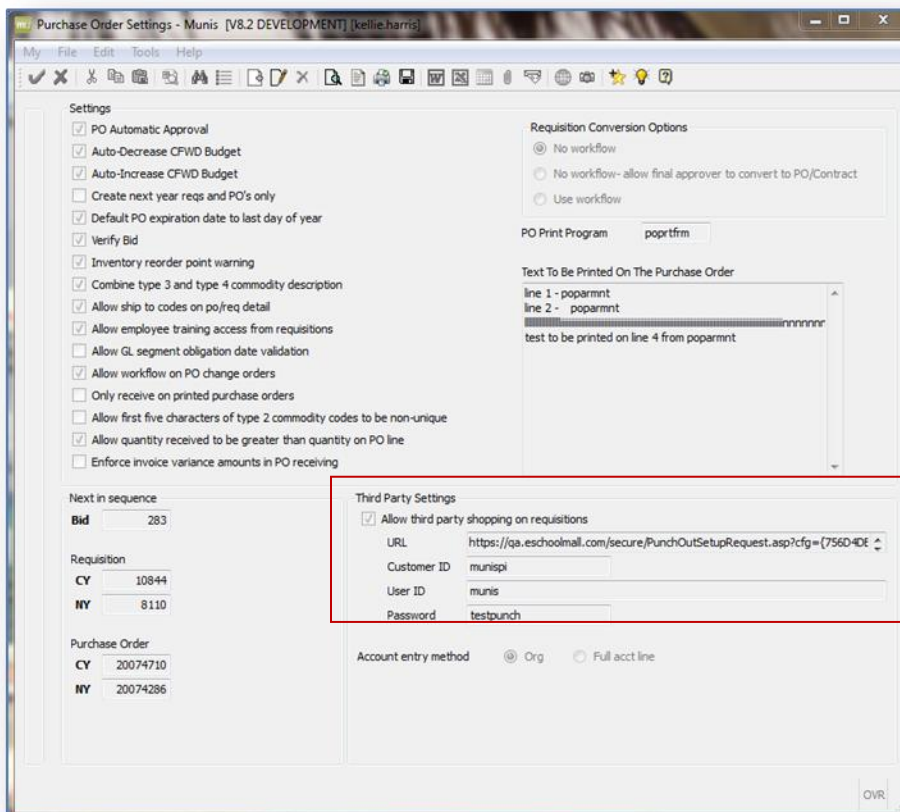 Purchase Order Settings - Munis [V8.2 DEVELOPMENT] [kellie.harris]
My File Edit Tools Help
Settings
PO Automatic Approval
Auto-Decrease CFWD Budget
Auto-Increase CFWD Budget
Create next year reqs and PO's only
Default PO expiration date to last day of year
Verify Bid
Inventory reorder point warning
Combine type 3 and type 4 commodity description
Allow ship to codes on po/req detail
Allow employee training access from requisitions
Allow GL segment obligation date validation
Allow workflow on PO change orders
Only receive on printed purchase orders
Allow first five characters of type 2 commodity codes to be non-unique
Allow quantity received to be greater than quantity on PO line
Enforce invoice variance amounts in PO receiving
Requisition Conversion Options
No workflow
No workflow- allow final approver to convert to PO/Contract
Use workflow
PO Print Program poprtfrm
Text To Be Printed On The Purchase Order
line 1 - poparmnt
line 2 - poparmnt
test to be printed on line 4 from poparmnt
Next in sequence
Bid 283
Requisition
CY 10844
NY 8110
Purchase Order
CY 20074710
NY 20074286
Third Party Settings
Allow third party shopping on requisitions
URL https://qa.eschoolmall.com/secure/PunchOutSetupRequest.asp?cfg={756D4DE
Customer ID munispi
User ID munis
Password testpunch
Account entry method Org Full acct line
OVR